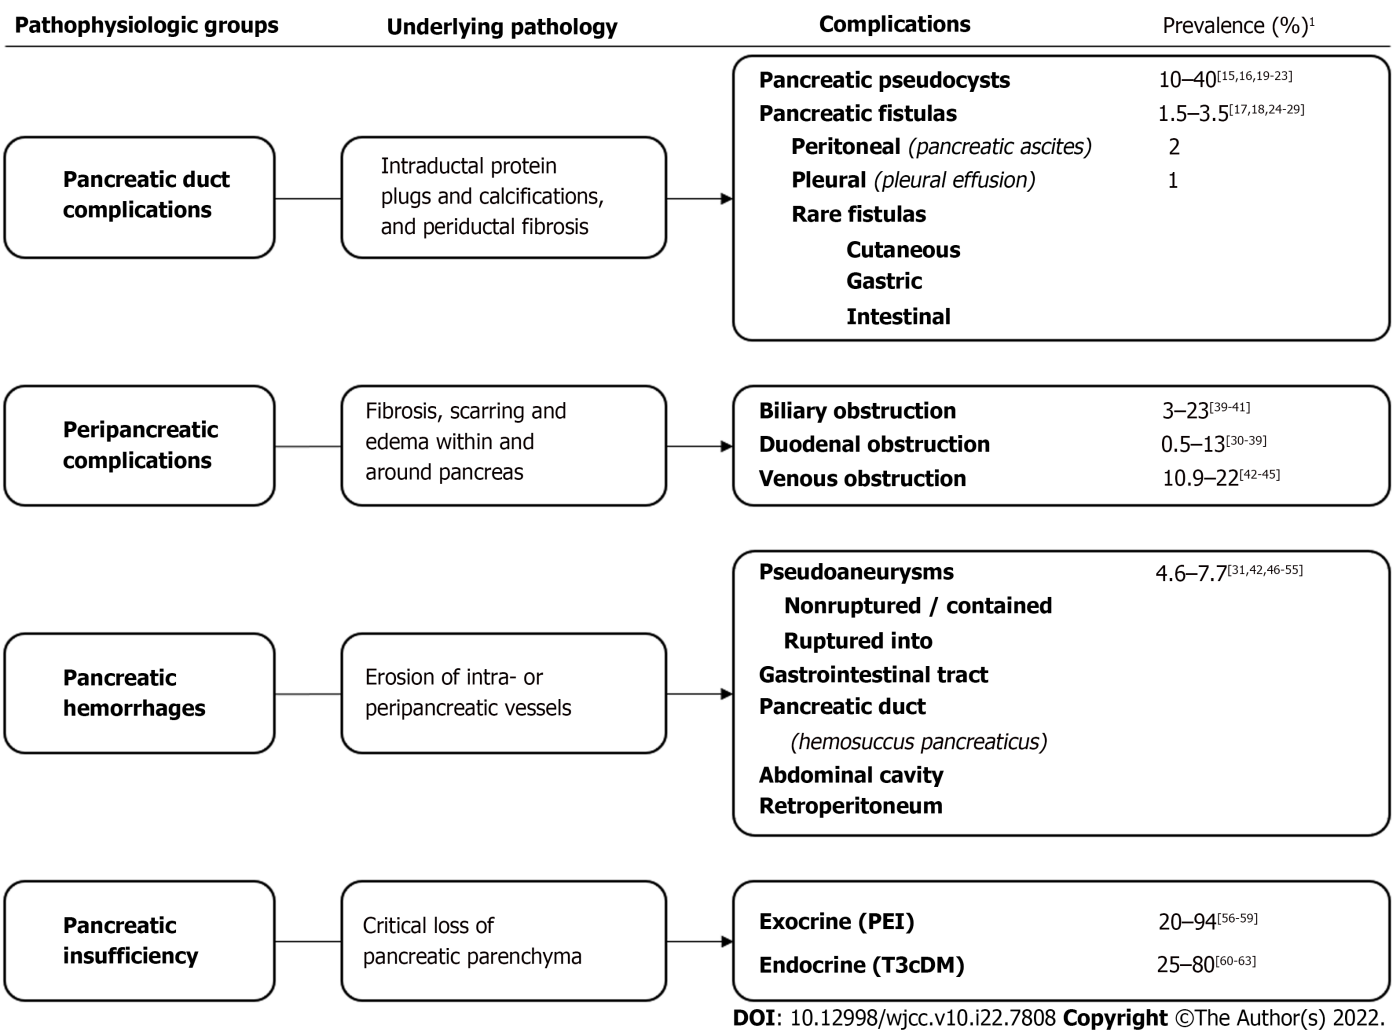 Pathophysiologic groups Underlying pathology Complications Prevalence (%)¹
Pancreatic duct
complications
Intraductal protein
plugs and calcifications,
and periductal fibrosis
Pancreatic pseudocysts 10–40[15,16,19-23]
Pancreatic fistulas 1.5–3.5[17,18,24-29]
Peritoneal (pancreatic ascites) 2
Pleural (pleural effusion) 1
Rare fistulas
Cutaneous
Gastric
Intestinal
Peripancreatic
complications
Fibrosis, scarring and
edema within and
around pancreas
Biliary obstruction 3–23[39-41]
Duodenal obstruction 0.5–13[30-39]
Venous obstruction 10.9–22[42-45]
Pancreatic
hemorrhages
Erosion of intra- or
peripancreatic vessels
Pseudoaneurysms 4.6–7.7[31,42,46-55]
Nonruptured / contained
Ruptured into
Gastrointestinal tract
Pancreatic duct
(hemosuccus pancreaticus)
Abdominal cavity
Retroperitoneum
Pancreatic
insufficiency
Critical loss of
pancreatic parenchyma
Exocrine (PEI) 20–94[56-59]
Endocrine (T3cDM) 25–80[60-63]
DOI: 10.12998/wjcc.v10.i22.7808 Copyright ©The Author(s) 2022.